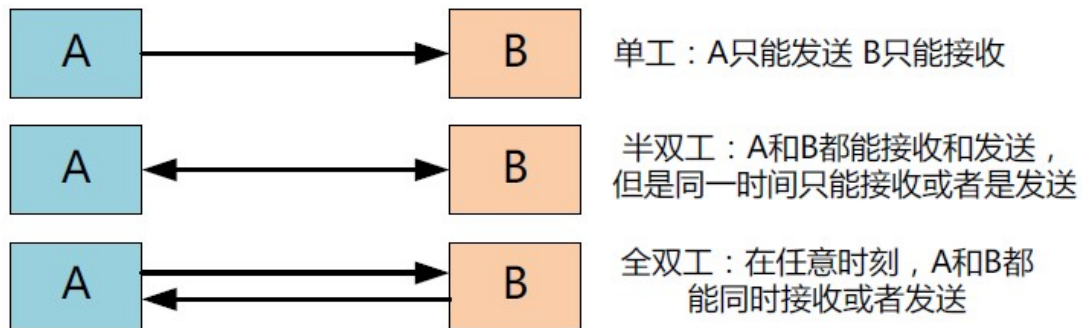 A
B
单工：A只能发送 B只能接收
A
B
半双工：A和B都能接收和发送，
但是同一时间只能接收或者是发送
A
B
全双工：在任意时刻，A和B都
能同时接收或者发送